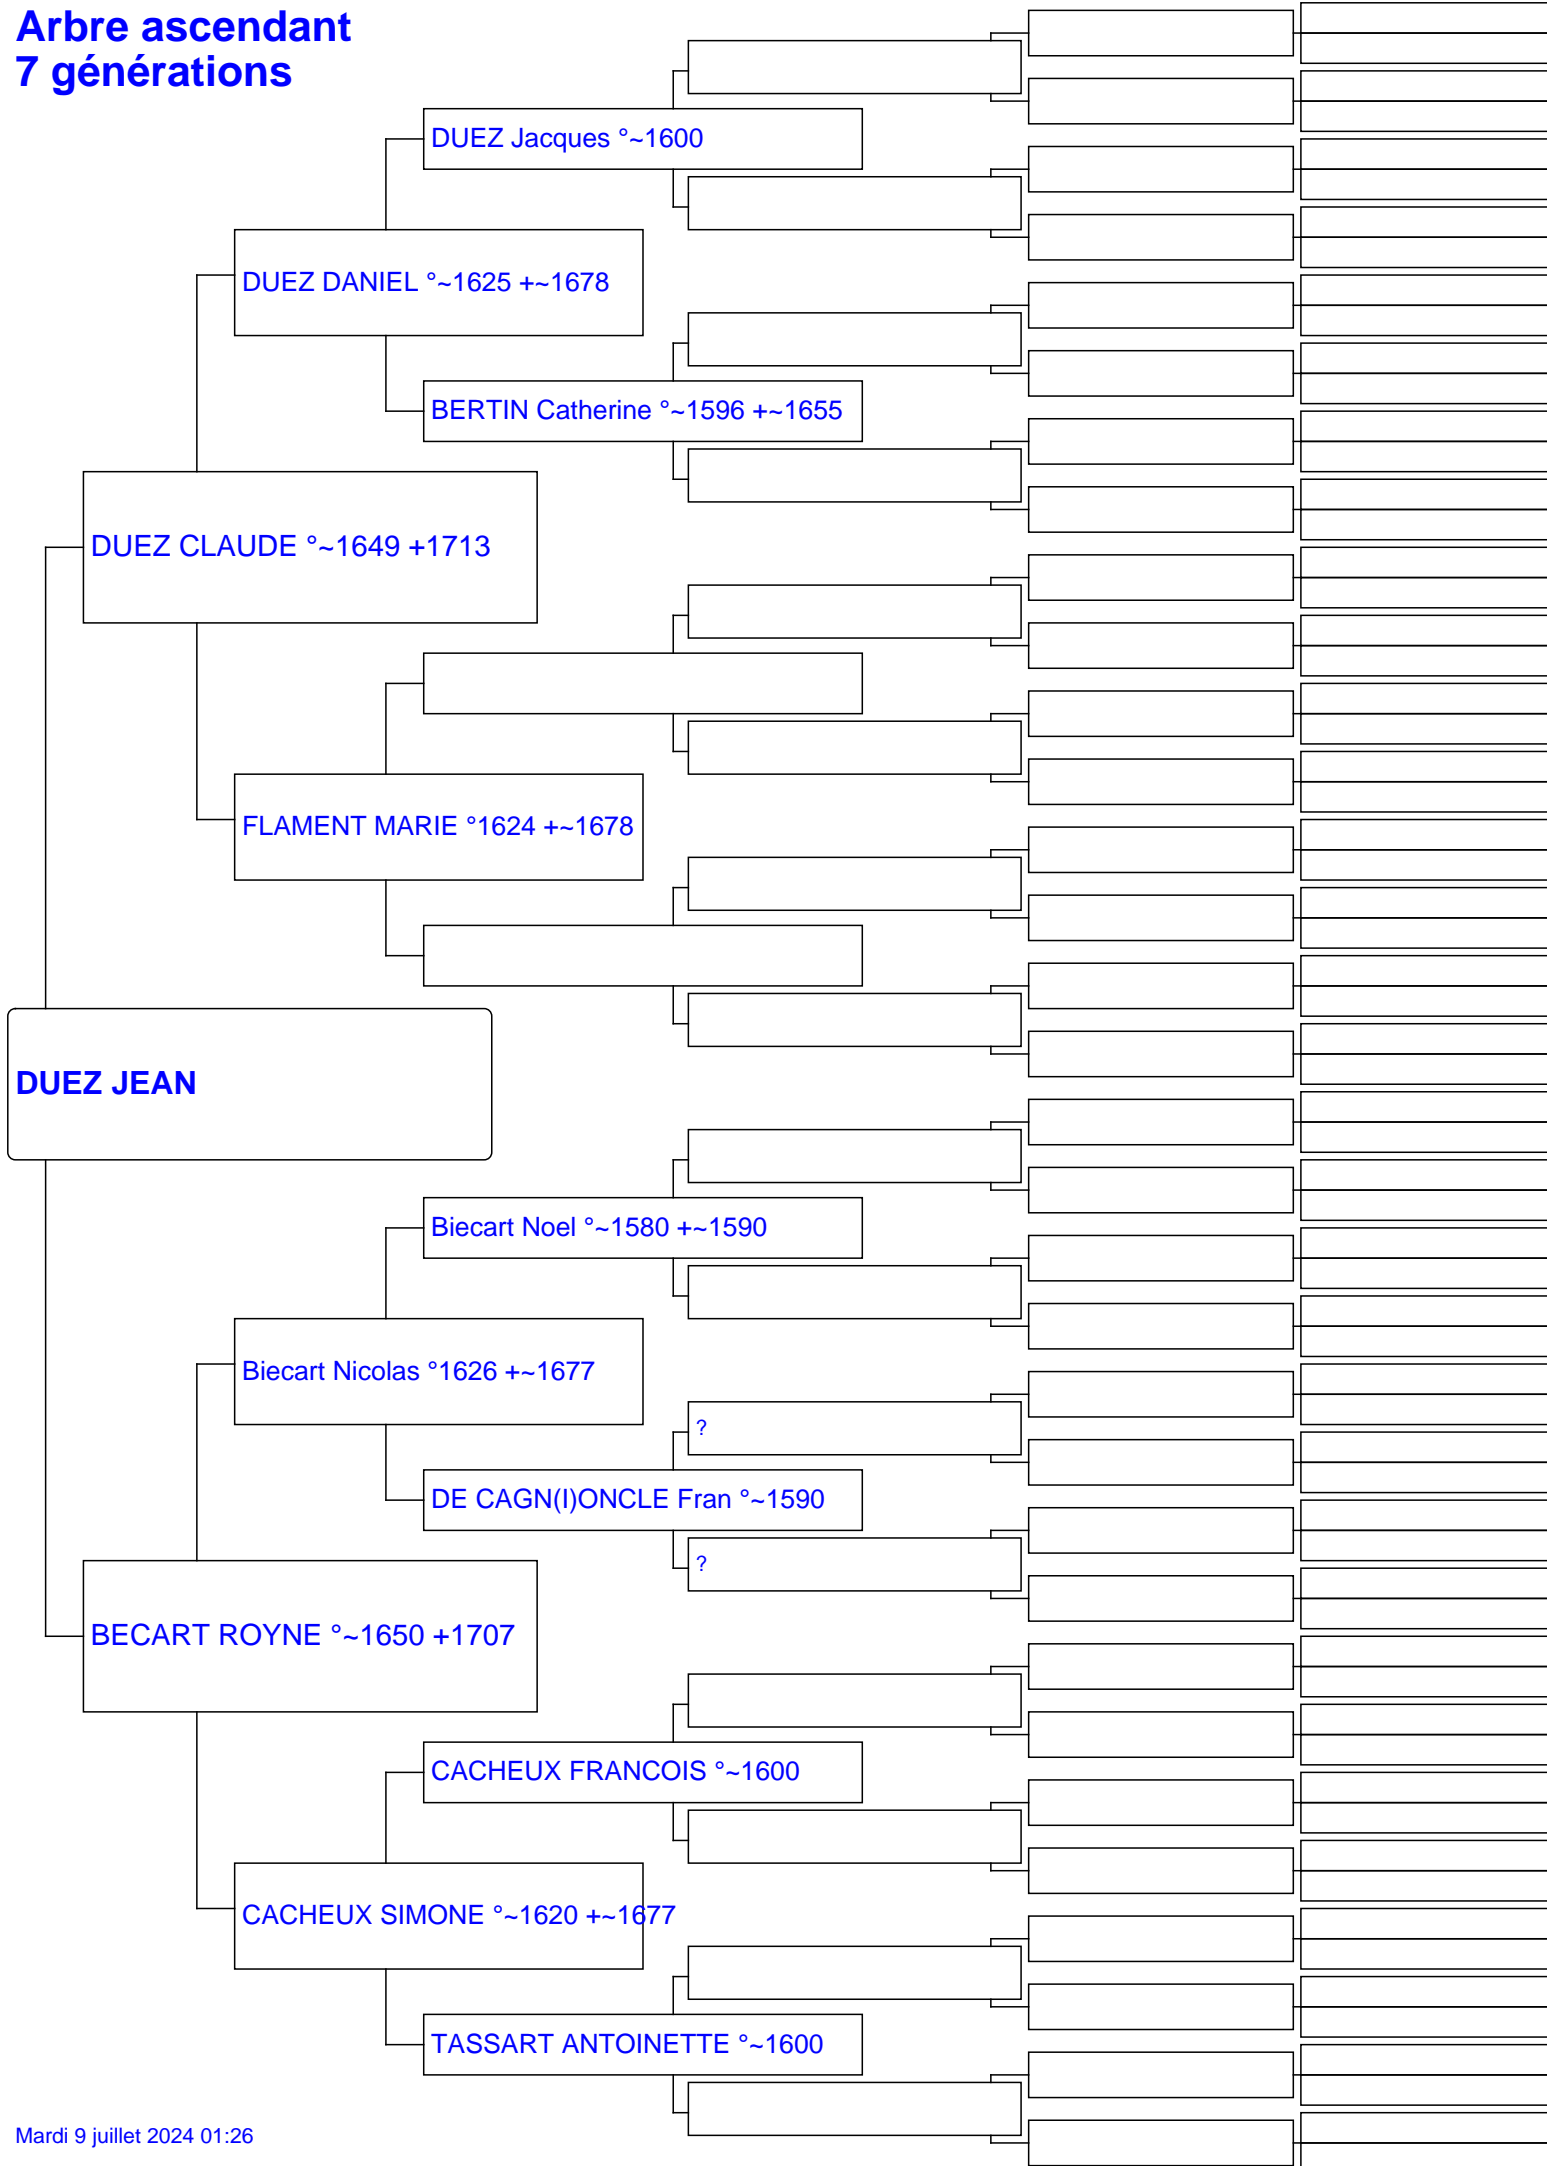 Arbre ascendant
7 générations
DUEZ Jacques °~1600
DUEZ DANIEL °~1625 +~1678
BERTIN Catherine °~1596 +~1655
DUEZ CLAUDE °~1649 +1713
FLAMENT MARIE °1624 +~1678
DUEZ JEAN
Biecart Noel °~1580 +~1590
Biecart Nicolas °1626 +~1677
?
DE CAGN(I)ONCLE Fran °~1590
?
BECART ROYNE °~1650 +1707
CACHEUX FRANCOIS °~1600
CACHEUX SIMONE °~1620 +~1677
TASSART ANTOINETTE °~1600
Mardi 9 juillet 2024 01:26